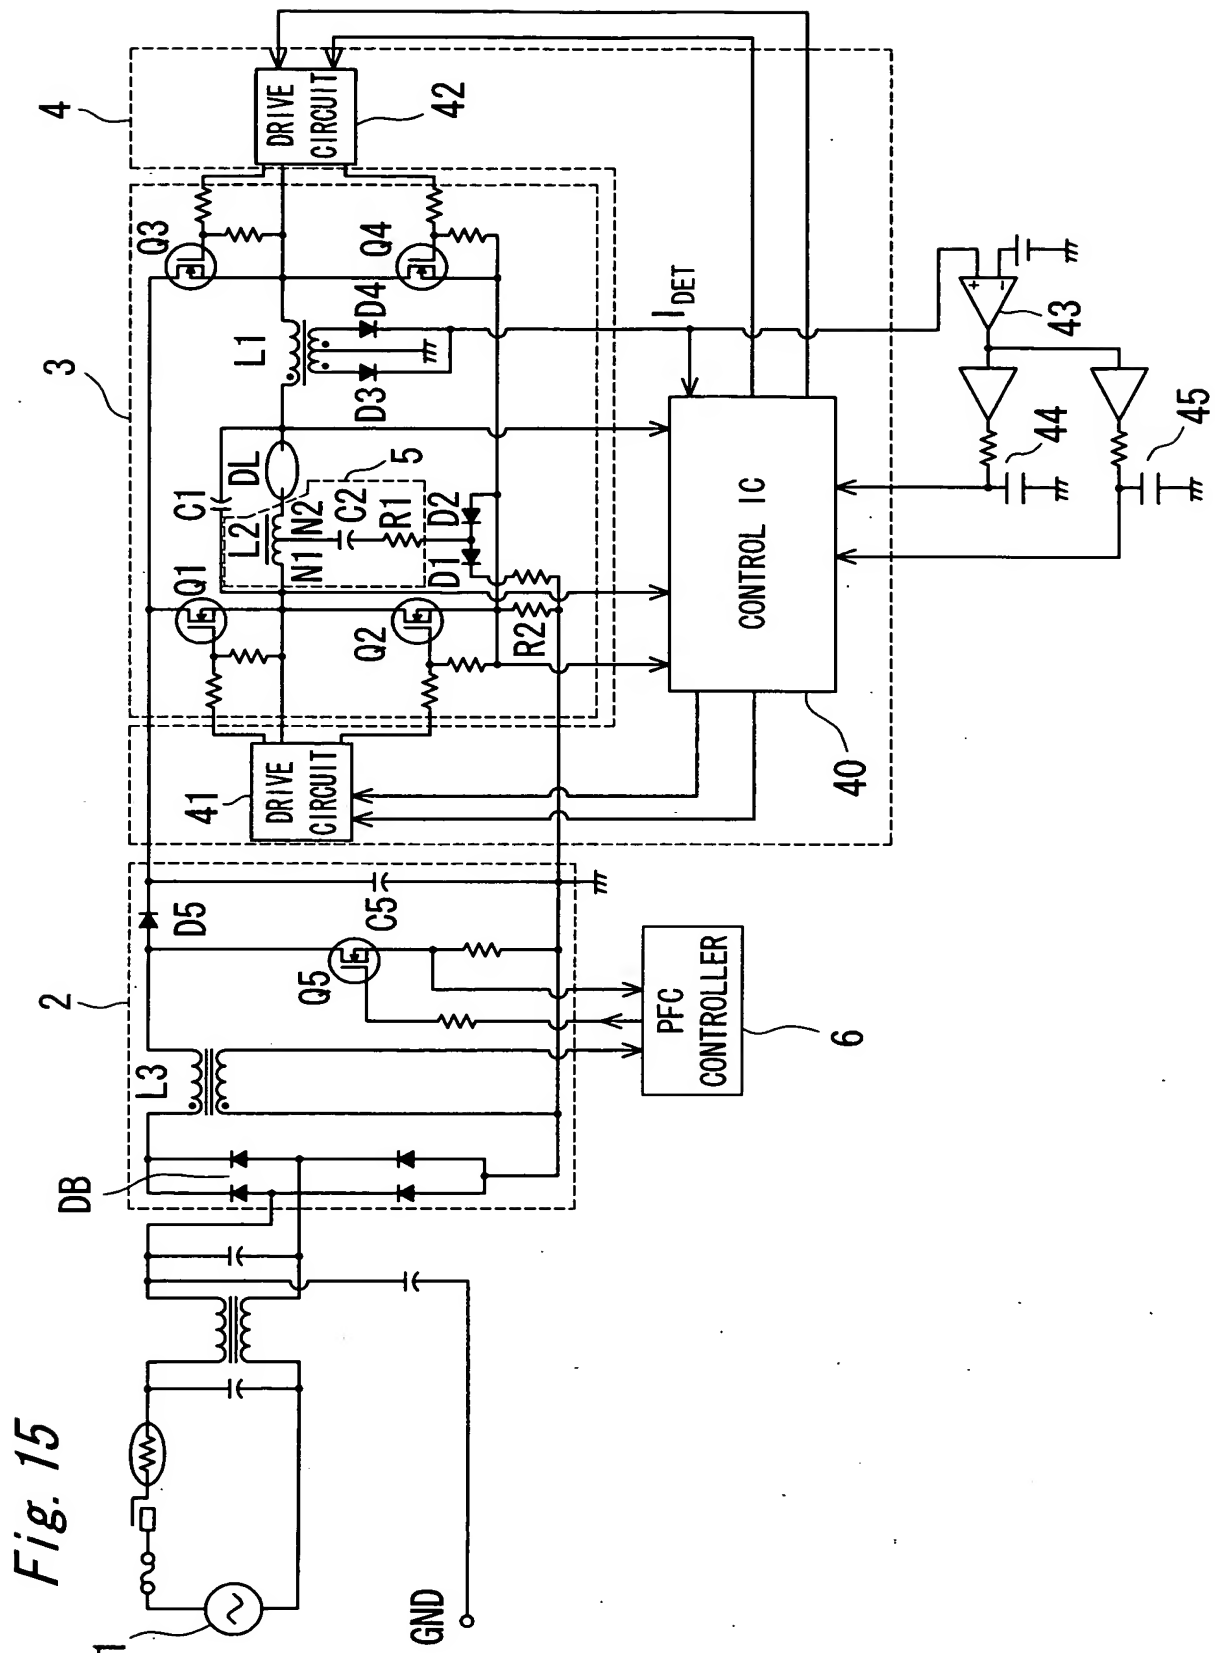 Fig. 15
1
GND
DB
2
L3
D5
Q5
C5
PFC
CONTROLLER
6
3
4
41
DRIVE
CIRCUIT
Q1
Q2
C1
L2
N1
N2
DL
C2
R1
5
D1
D2
R2
L1
D3
D4
Q3
Q4
DRIVE
CIRCUIT
42
IDET
CONTROL IC
40
+
-
43
44
45